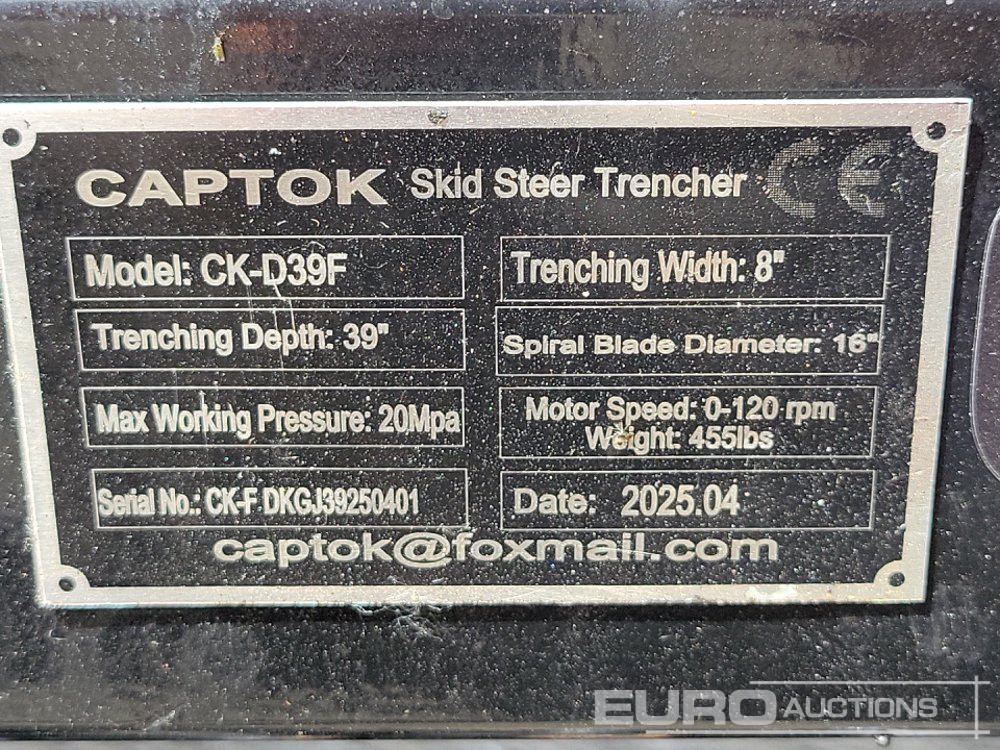 CAPTOK Skid Steer Trencher CE
Model: CK-D39F
Trenching Width: 8"
Trenching Depth: 39"
Spiral Blade Diameter: 16"
Max Working Pressure: 20Mpa
Motor Speed: 0-120 rpm
Weight: 455lbs
Serial No.: CK-F DKGJ39250401
Date: 2025.04
captok@foxmail.com
EURO AUCTIONS